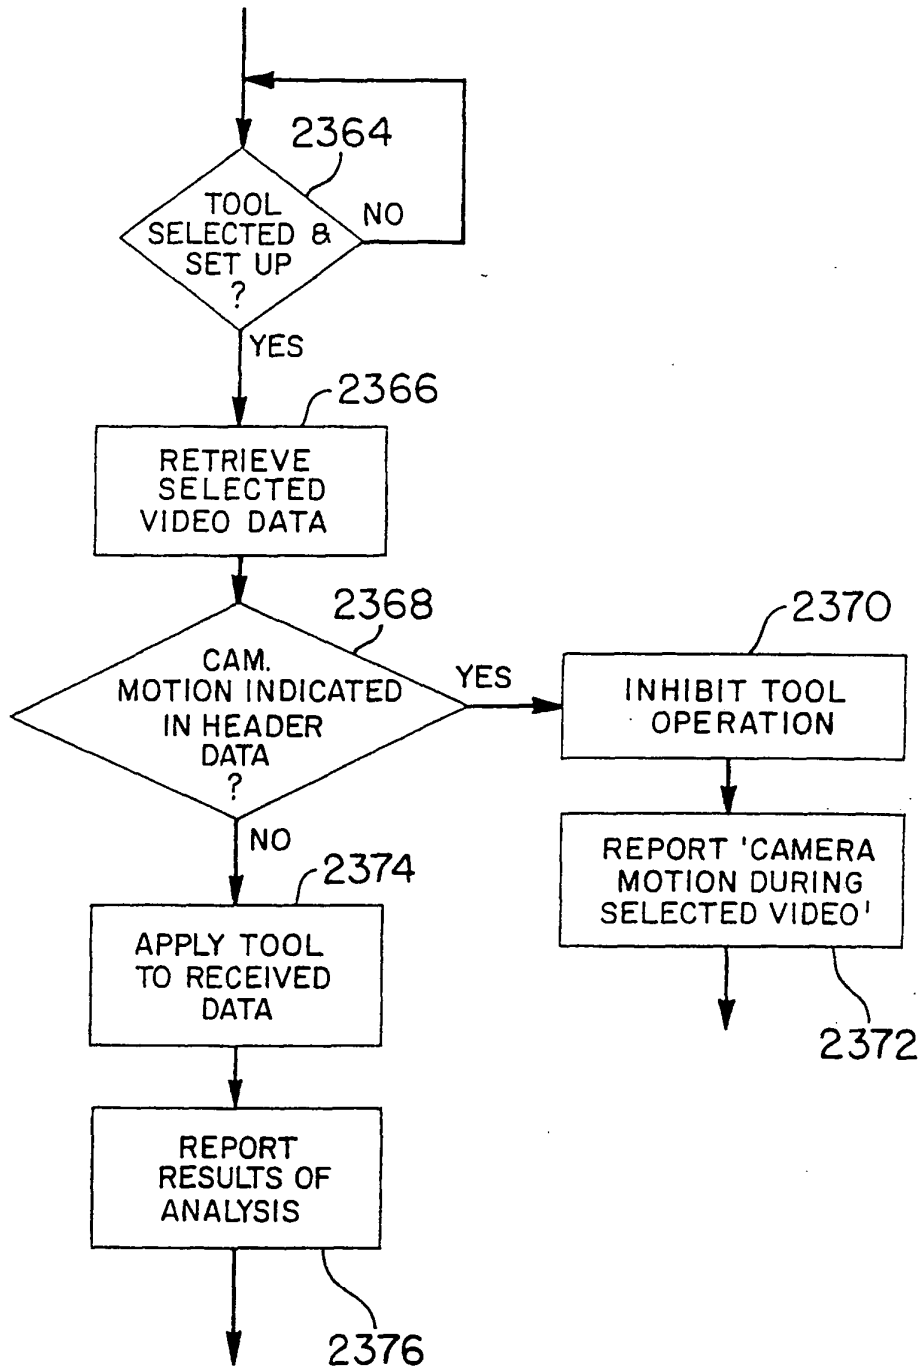 2364
TOOL
SELECTED &
SET UP
?
NO
YES
2366
RETRIEVE
SELECTED
VIDEO DATA
2368
CAM.
MOTION INDICATED
IN HEADER
DATA
?
YES
NO
2370
INHIBIT TOOL
OPERATION
REPORT 'CAMERA
MOTION DURING
SELECTED VIDEO'
2372
2374
APPLY TOOL
TO RECEIVED
DATA
REPORT
RESULTS OF
ANALYSIS
2376